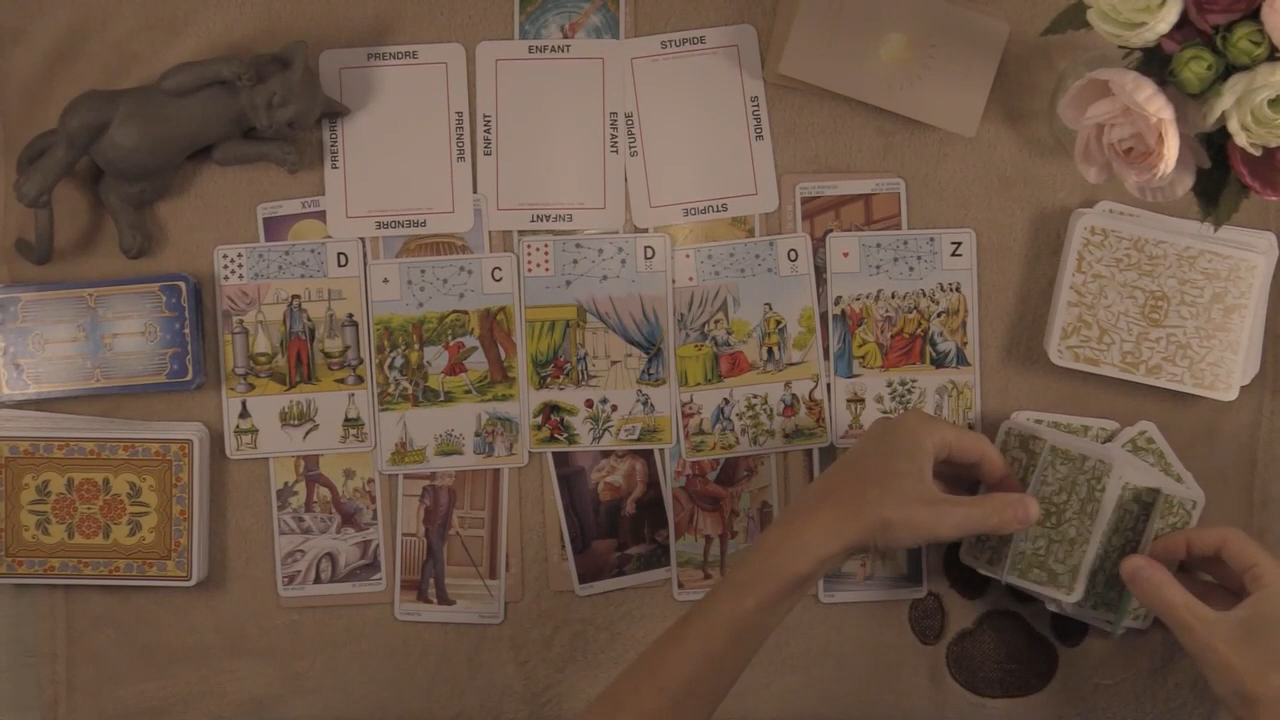 PRENDRE
PRENDRE
PRENDRE
PRENDRE
ENFANT
ENFANT
ENFANT
ENFANT
STUPIDE
STUPIDE
STUPIDE
STUPIDE
XVIII
D
C
D
O
Z